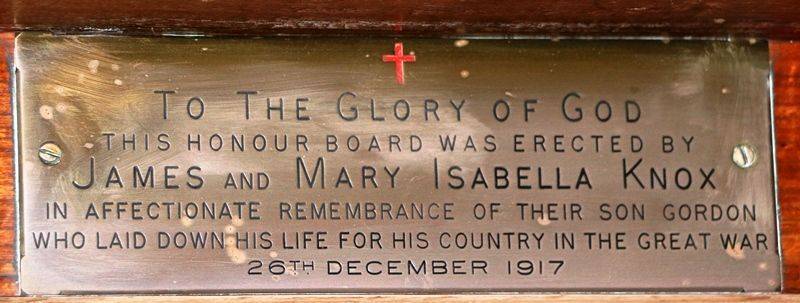 To The Glory of God
THIS HONOUR BOARD WAS ERECTED BY
James and Mary Isabella Knox
IN AFFECTIONATE REMEMBRANCE OF THEIR SON GORDON
WHO LAID DOWN HIS LIFE FOR HIS COUNTRY IN THE GREAT WAR
26TH DECEMBER 1917